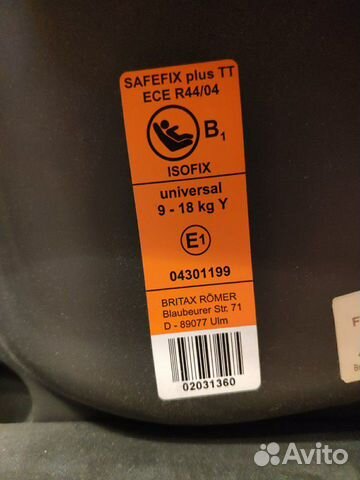 SAFEFIX plus TT
ECE R44/04
B1
ISOFIX
universal
9 - 18 kg Y
E1
04301199
BRITAX RÖMER
Blaubeurer Str. 71
D - 89077 Ulm
02031360
F
Avito